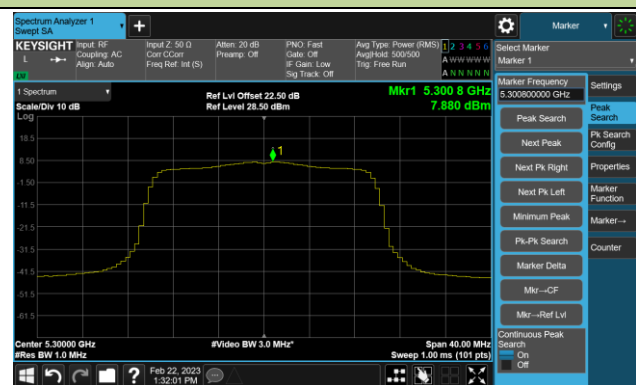 Spectrum Analyzer 1
Swept SA
+
Marker
KEYSIGHT
L
LXI
Input: RF
Coupling: AC
Align: Auto
Input Z: 50 Ω
Corr CCorr
Freq Ref: Int (S)
Atten: 20 dB
Preamp: Off
PNO: Fast
Gate: Off
IF Gain: Low
Sig Track: Off
Avg Type: Power (RMS)
Avg|Hold: 500/500
Trig: Free Run
1 2 3 4 5 6
A W W W W W
A N N N N N
Select Marker
Marker 1
1 Spectrum
Scale/Div 10 dB
Log
Ref Lvl Offset 22.50 dB
Ref Level 28.50 dBm
Mkr1 5.300 8 GHz
7.880 dBm
1
18.5
8.50
-1.50
-11.5
-21.5
-31.5
-41.5
-51.5
-61.5
Center 5.30000 GHz
#Res BW 1.0 MHz
#Video BW 3.0 MHz*
Span 40.00 MHz
Sweep 1.00 ms (101 pts)
Marker Frequency
5.300800000 GHz
Peak Search
Next Peak
Next Pk Right
Next Pk Left
Minimum Peak
Pk-Pk Search
Marker Delta
Mkr→CF
Mkr→Ref Lvl
Continuous Peak
Search
On
Off
Settings
Peak
Search
Pk Search
Config
Properties
Marker
Function
Marker→
Counter
?
Feb 22, 2023
1:32:01 PM